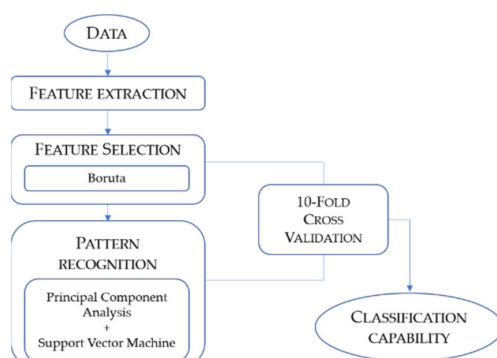 DATA
FEATURE EXTRACTION
FEATURE SELECTION
Boruta
PATTERN
RECOGNITION
Principal Component
Analysis
+
Support Vector Machine
10-FOLD
CROSS
VALIDATION
CLASSIFICATION
CAPABILITY